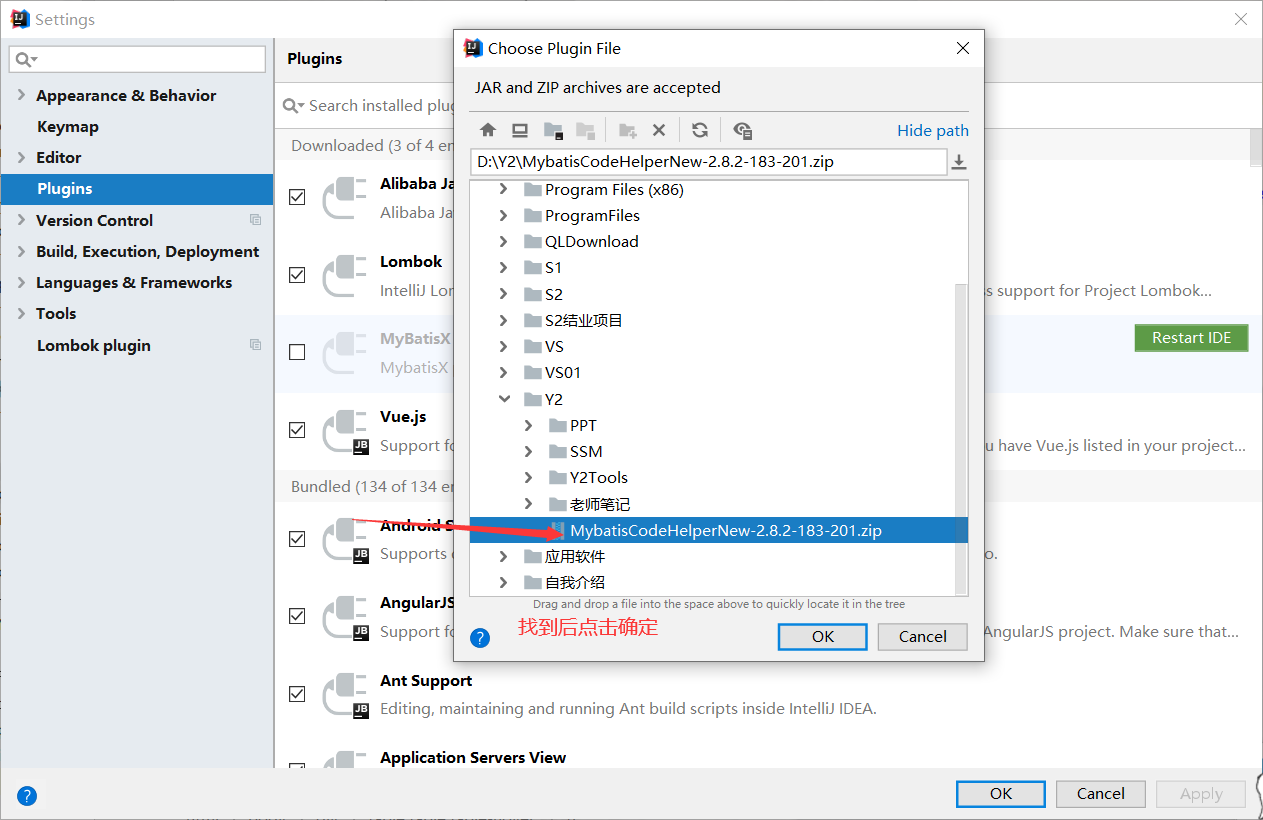 Settings
Plugins
Appearance & Behavior
Keymap
Editor
Plugins
Version Control
Build, Execution, Deployment
Languages & Frameworks
Tools
Lombok plugin
Search installed plug
Downloaded (3 of 4 en
Alibaba Ja
Alibaba Ja
Lombok
IntelliJ Lor
ss support for Project Lombok...
MyBatisX
MybatisX
Restart IDE
Vue.js
Support fo
u have Vue.js listed in your project...
Bundled (134 of 134 en
Android S
Supports
o.
AngularJS
Support fo
AngularJS project. Make sure that...
Ant Support
Editing, maintaining and running Ant build scripts inside IntelliJ IDEA.
Application Servers View
Choose Plugin File
JAR and ZIP archives are accepted
Hide path
D:\Y2\MybatisCodeHelperNew-2.8.2-183-201.zip
Program Files (x86)
ProgramFiles
QLDownload
S1
S2
S2结业项目
VS
VS01
Y2
PPT
SSM
Y2Tools
老师笔记
MybatisCodeHelperNew-2.8.2-183-201.zip
应用软件
自我介绍
Drag and drop a file into the space above to quickly locate it in the tree
找到后点击确定
OK
Cancel
OK
Cancel
Apply